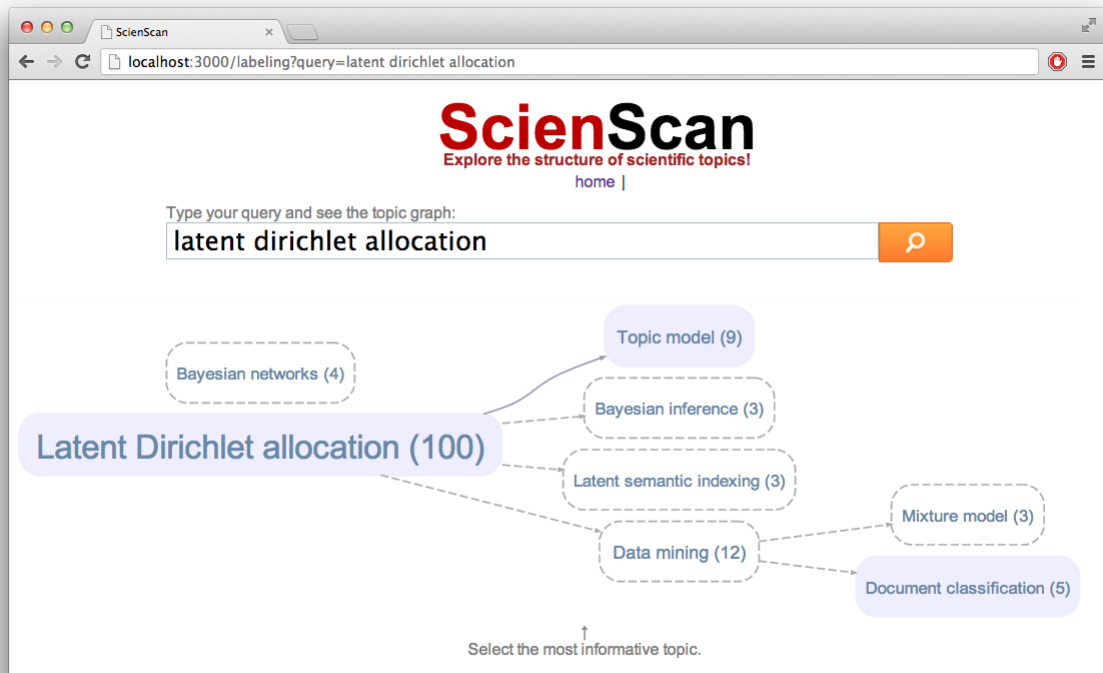 ScienScan
localhost:3000/labeling?query=latent dirichlet allocation
ScienScan
Explore the structure of scientific topics!
home |
Type your query and see the topic graph:
latent dirichlet allocation
Topic model (9)
Bayesian networks (4)
Bayesian inference (3)
Latent Dirichlet allocation (100)
Latent semantic indexing (3)
Mixture model (3)
Data mining (12)
Document classification (5)
Select the most informative topic.